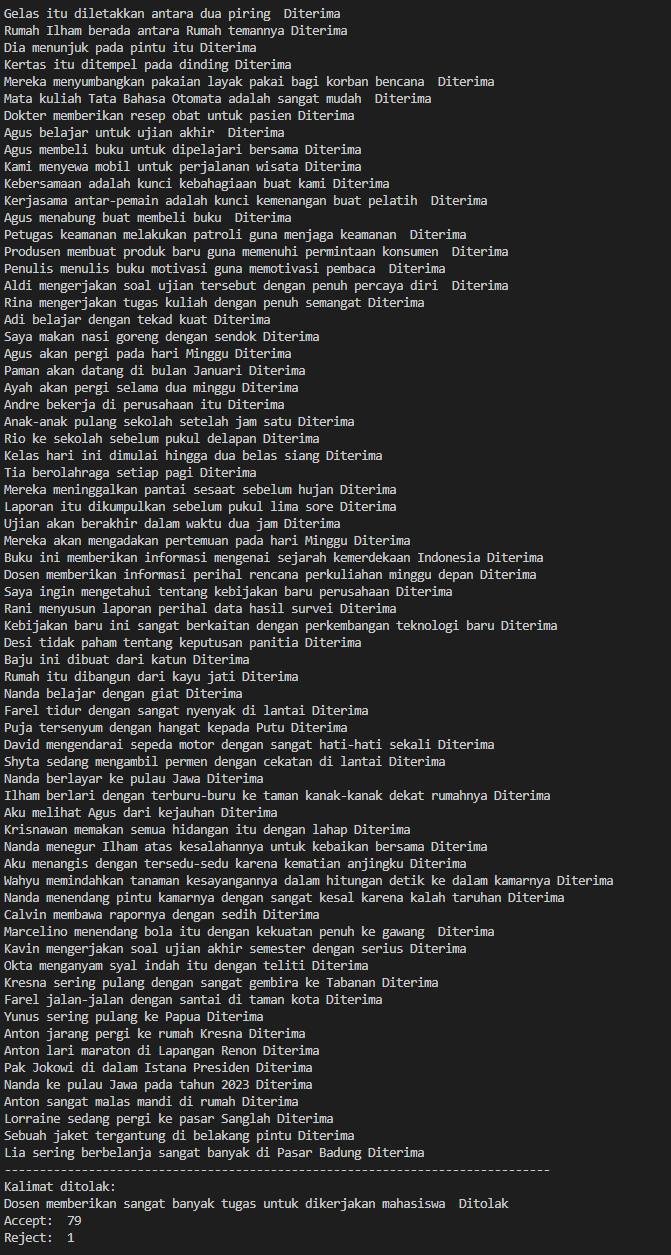 Gelas itu diletakkan antara dua piring  Diterima
Rumah Ilham berada antara Rumah temannya Diterima
Dia menunjuk pada pintu itu Diterima
Kertas itu ditempel pada dinding Diterima
Mereka menyumbangkan pakaian layak pakai bagi korban bencana  Diterima
Mata kuliah Tata Bahasa Otomata adalah sangat mudah  Diterima
Dokter memberikan resep obat untuk pasien Diterima
Agus belajar untuk ujian akhir  Diterima
Agus membeli buku untuk dipelajari bersama Diterima
Kami menyewa mobil untuk perjalanan wisata Diterima
Kebersamaan adalah kunci kebahagiaan buat kami Diterima
Kerjasama antar-pemain adalah kunci kemenangan buat pelatih  Diterima
Agus menabung buat membeli buku  Diterima
Petugas keamanan melakukan patroli guna menjaga keamanan  Diterima
Produsen membuat produk baru guna memenuhi permintaan konsumen  Diterima
Penulis menulis buku motivasi guna memotivasi pembaca  Diterima
Aldi mengerjakan soal ujian tersebut dengan penuh percaya diri  Diterima
Rina mengerjakan tugas kuliah dengan penuh semangat Diterima
Adi belajar dengan tekad kuat Diterima
Saya makan nasi goreng dengan sendok Diterima
Agus akan pergi pada hari Minggu Diterima
Paman akan datang di bulan Januari Diterima
Ayah akan pergi selama dua minggu Diterima
Andre bekerja di perusahaan itu Diterima
Anak-anak pulang sekolah setelah jam satu Diterima
Rio ke sekolah sebelum pukul delapan Diterima
Kelas hari ini dimulai hingga dua belas siang Diterima
Tia berolahraga setiap pagi Diterima
Mereka meninggalkan pantai sesaat sebelum hujan Diterima
Laporan itu dikumpulkan sebelum pukul lima sore Diterima
Ujian akan berakhir dalam waktu dua jam Diterima
Mereka akan mengadakan pertemuan pada hari Minggu Diterima
Buku ini memberikan informasi mengenai sejarah kemerdekaan Indonesia Diterima
Dosen memberikan informasi perihal rencana perkuliahan minggu depan Diterima
Saya ingin mengetahui tentang kebijakan baru perusahaan Diterima
Rani menyusun laporan perihal data hasil survei Diterima
Kebijakan baru ini sangat berkaitan dengan perkembangan teknologi baru Diterima
Desi tidak paham tentang keputusan panitia Diterima
Baju ini dibuat dari katun Diterima
Rumah itu dibangun dari kayu jati Diterima
Nanda belajar dengan giat Diterima
Farel tidur dengan sangat nyenyak di lantai Diterima
Puja tersenyum dengan hangat kepada Putu Diterima
David mengendarai sepeda motor dengan sangat hati-hati sekali Diterima
Shyta sedang mengambil permen dengan cekatan di lantai Diterima
Nanda berlayar ke pulau Jawa Diterima
Ilham berlari dengan terburu-buru ke taman kanak-kanak dekat rumahnya Diterima
Aku melihat Agus dari kejauhan Diterima
Krisnawan memakan semua hidangan itu dengan lahap Diterima
Nanda menegur Ilham atas kesalahannya untuk kebaikan bersama Diterima
Aku menangis dengan tersedu-sedu karena kematian anjingku Diterima
Wahyu memindahkan tanaman kesayangannya dalam hitungan detik ke dalam kamarnya Diterima
Nanda menendang pintu kamarnya dengan sangat kesal karena kalah taruhan Diterima
Calvin membawa rapornya dengan sedih Diterima
Marcelino menendang bola itu dengan kekuatan penuh ke gawang  Diterima
Kavin mengerjakan soal ujian akhir semester dengan serius Diterima
Okta menganyam syal indah itu dengan teliti Diterima
Kresna sering pulang dengan sangat gembira ke Tabanan Diterima
Farel jalan-jalan dengan santai di taman kota Diterima
Yunus sering pulang ke Papua Diterima
Anton jarang pergi ke rumah Kresna Diterima
Anton lari maraton di Lapangan Renon Diterima
Pak Jokowi di dalam Istana Presiden Diterima
Nanda ke pulau Jawa pada tahun 2023 Diterima
Anton sangat malas mandi di rumah Diterima
Lorraine sedang pergi ke pasar Sanglah Diterima
Sebuah jaket tergantung di belakang pintu Diterima
Lia sering berbelanja sangat banyak di Pasar Badung Diterima
------------------------------------------------------------------------------
Kalimat ditolak:
Dosen memberikan sangat banyak tugas untuk dikerjakan mahasiswa  Ditolak
Accept:  79
Reject:  1